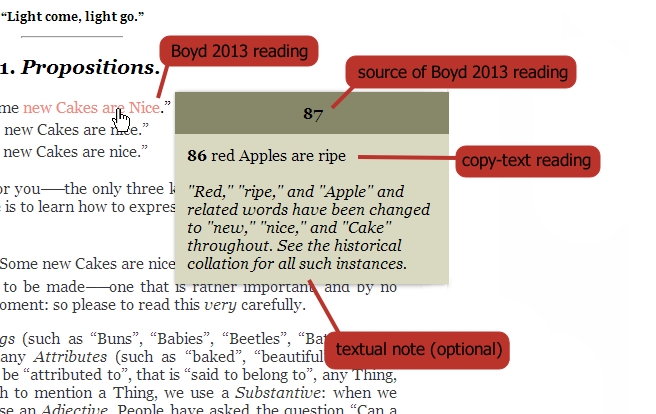 “Light come, light go.”
Boyd 2013 reading
1. Propositions.
source of Boyd 2013 reading
me new Cakes are Nice.”
87
new Cakes are nice.”
86 red Apples are ripe
copy-text reading
new Cakes are nice.”
or you—the only three k
"Red," "ripe," and "Apple" and
e is to learn how to expres
related words have been changed
to "new," "nice," and "Cake"
throughout. See the historical
Some new Cakes are nice
collation for all such instances.
to be made—one that is rather important and by no
oment: so please to read this very carefully.
gs (such as “Buns”, “Babies”, “Beetles”, “Bat
any Attributes (such as “baked”, “beautiful
textual note (optional)
be “attributed to”, that is “said to belong to”, any Thing,
h to mention a Thing, we use a Substantive: when we
se an Adjective. People have asked the question “Can a